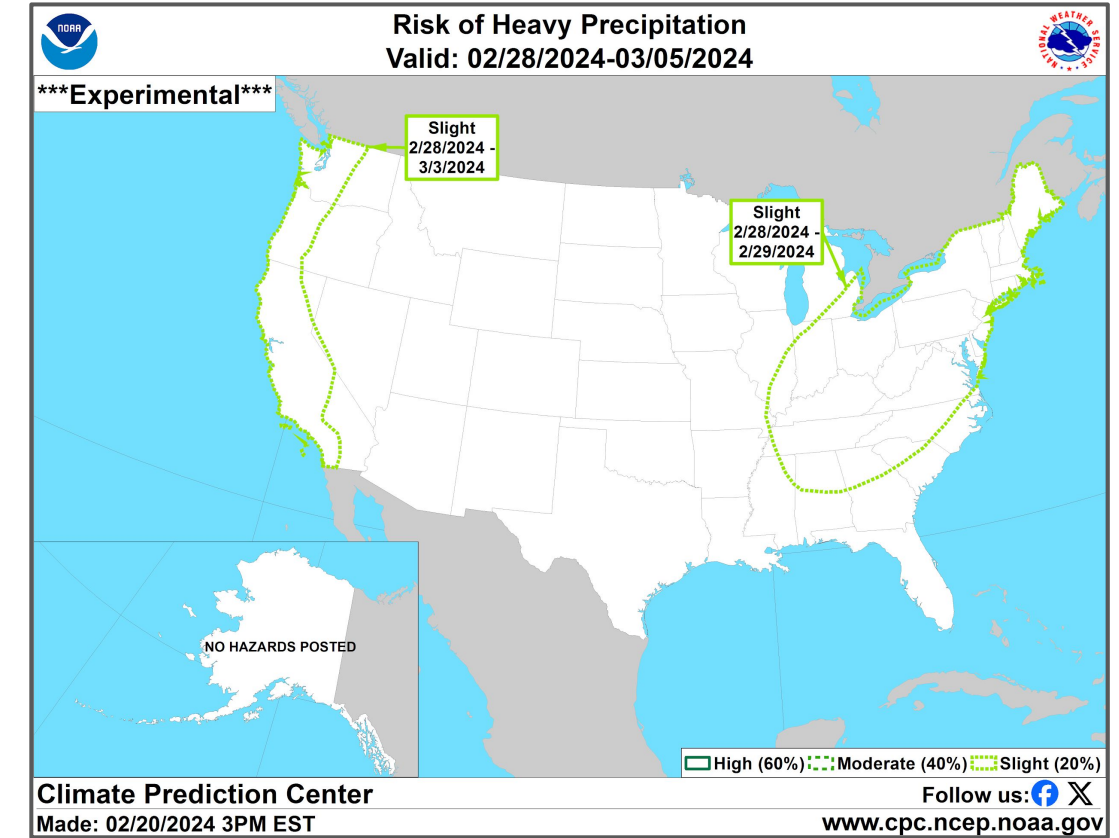 NOAA
Risk of Heavy Precipitation
Valid: 02/28/2024-03/05/2024
NATIONAL WEATHER SERVICE
***Experimental***
Slight
2/28/2024 -
3/3/2024
Slight
2/28/2024 -
2/29/2024
NO HAZARDS POSTED
High (60%) Moderate (40%) Slight (20%)
Climate Prediction Center
Follow us:
Made: 02/20/2024 3PM EST
www.cpc.ncep.noaa.gov